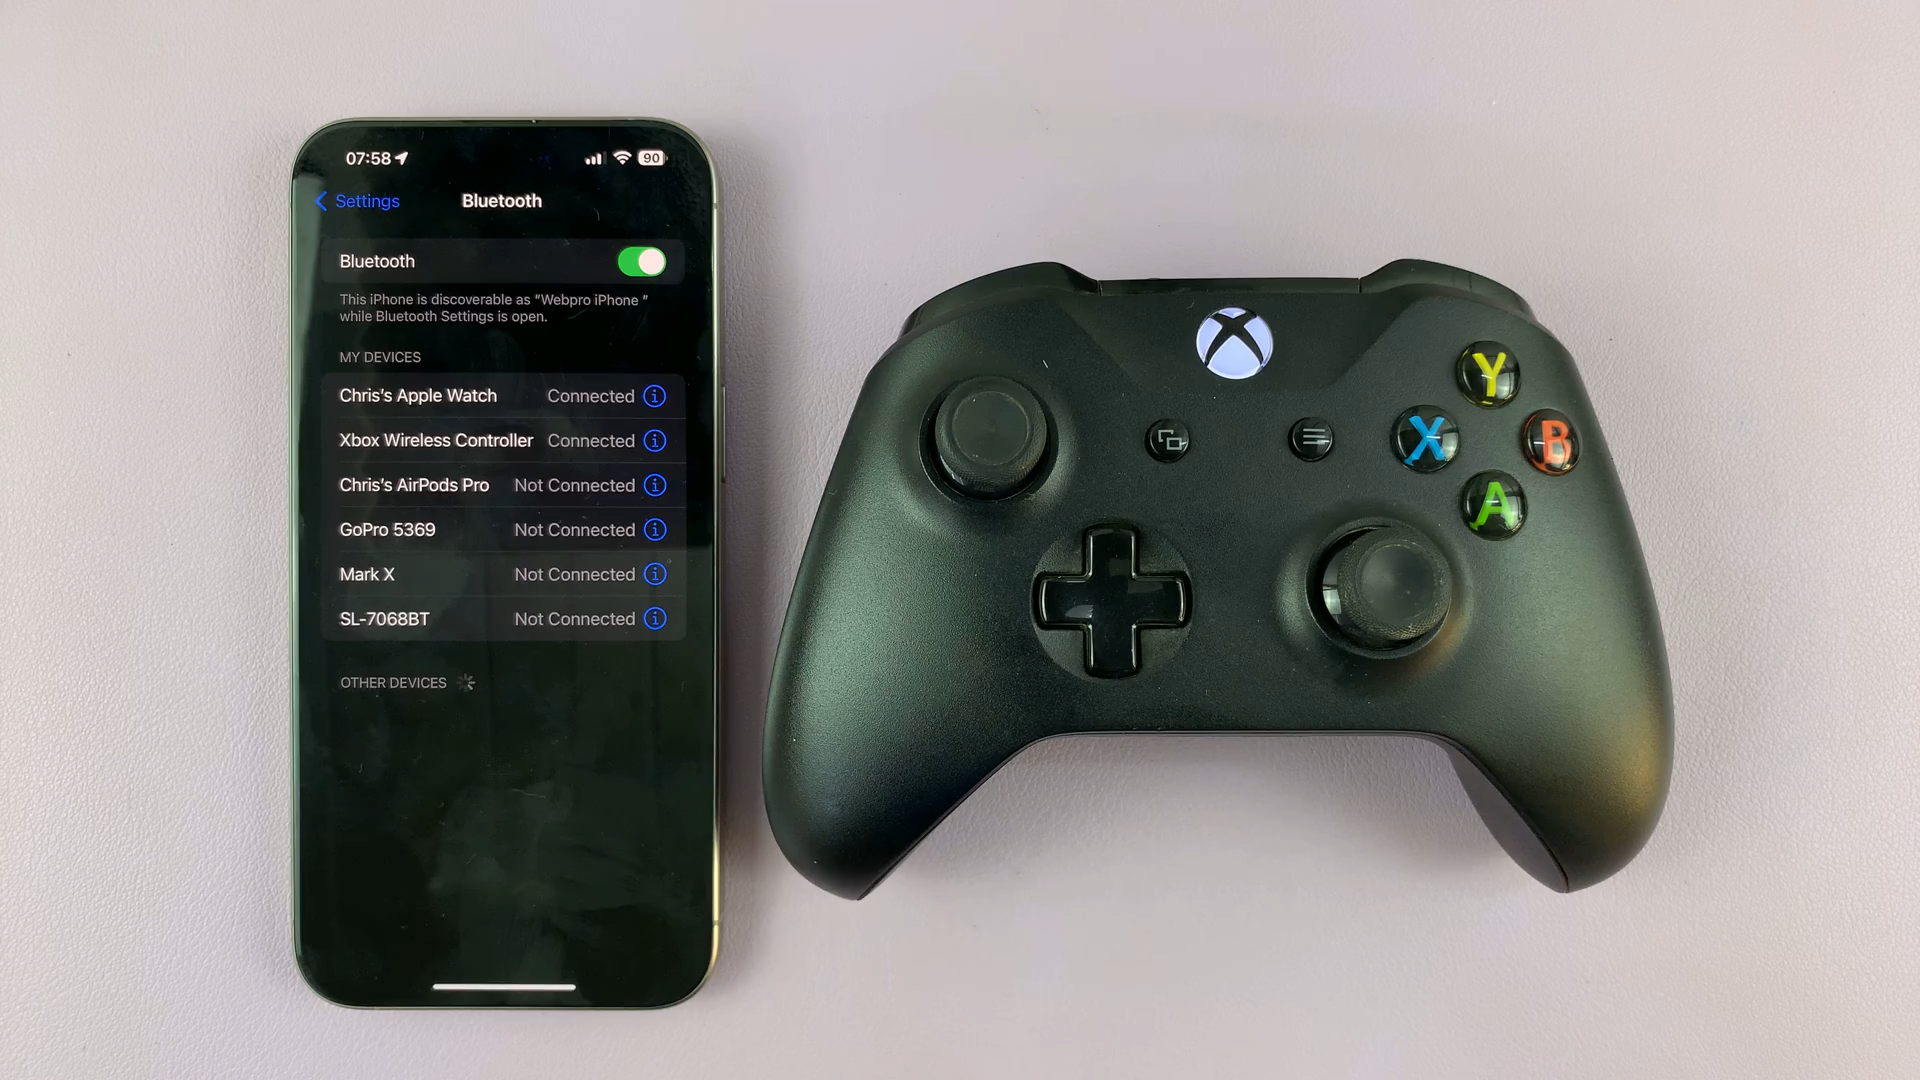 07:58
90
Settings
Bluetooth
Bluetooth
This iPhone is discoverable as “Webpro iPhone ”
while Bluetooth Settings is open.
MY DEVICES
Chris’s Apple Watch Connected
Xbox Wireless Controller Connected
Chris’s AirPods Pro Not Connected
GoPro 5369 Not Connected
Mark X Not Connected
SL-7068BT Not Connected
OTHER DEVICES
Y
X
B
A